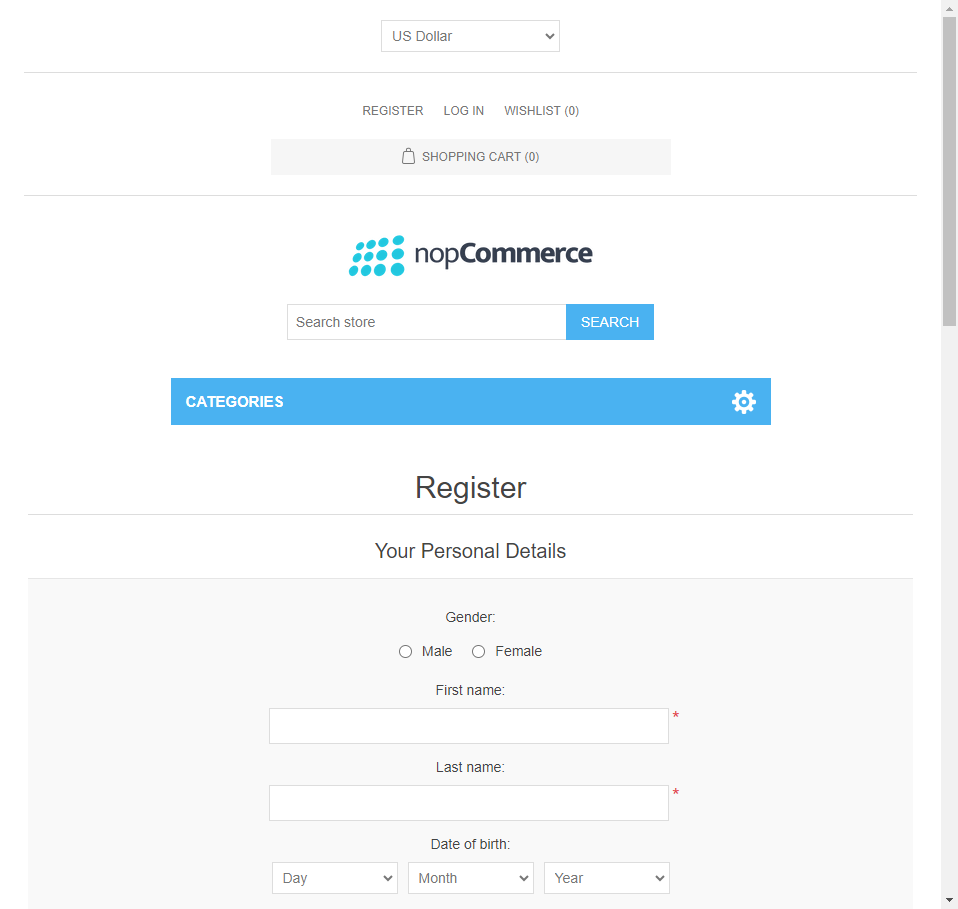 US Dollar
REGISTER LOG IN WISHLIST (0)
SHOPPING CART (0)
nopCommerce
Search store SEARCH
CATEGORIES
Register
Your Personal Details
Gender:
Male Female
First name:
*
Last name:
*
Date of birth:
Day Month Year